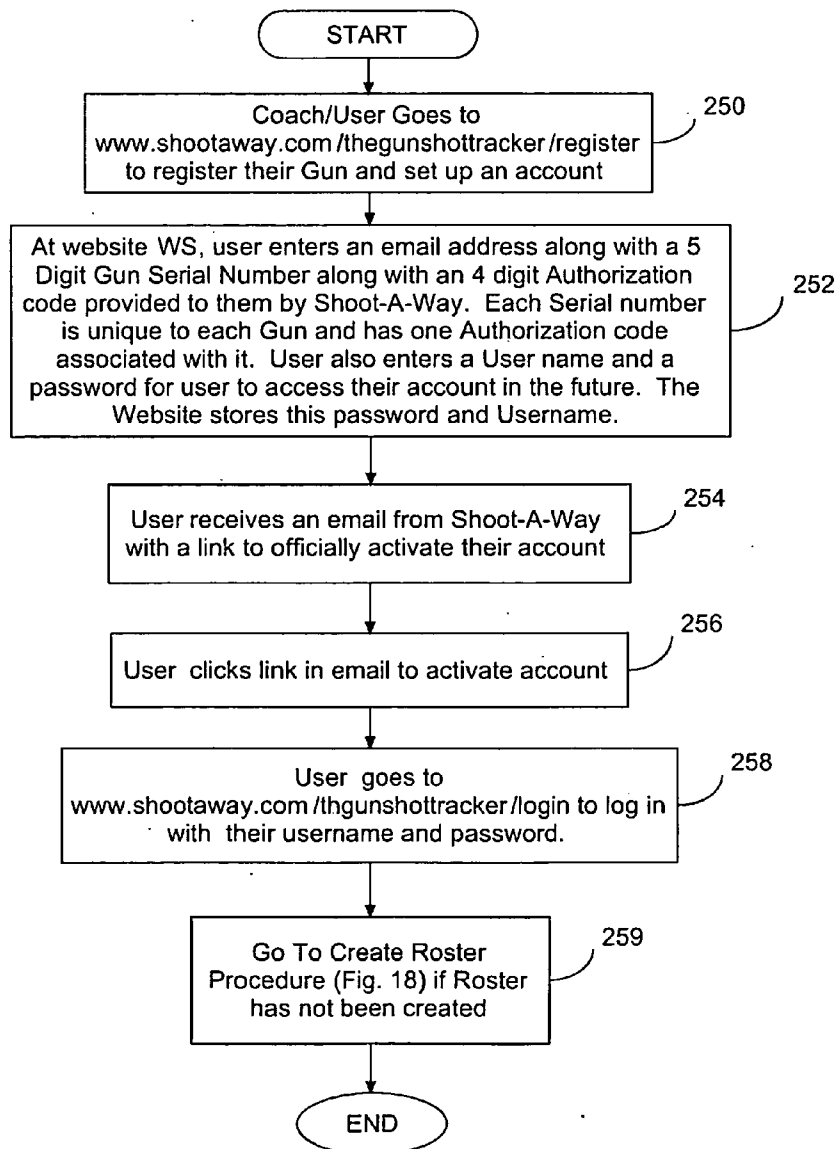 START
Coach/User Goes to
www.shootaway.com/thegunshottracker/register
to register their Gun and set up an account
250
At website WS, user enters an email address along with a 5
Digit Gun Serial Number along with an 4 digit Authorization
code provided to them by Shoot-A-Way. Each Serial number
is unique to each Gun and has one Authorization code
associated with it. User also enters a User name and a
password for user to access their account in the future. The
Website stores this password and Username.
252
User receives an email from Shoot-A-Way
with a link to officially activate their account
254
User clicks link in email to activate account
256
User goes to
www.shootaway.com/thgunshottracker/login to log in
with their username and password.
258
Go To Create Roster
Procedure (Fig. 18) if Roster
has not been created
259
END